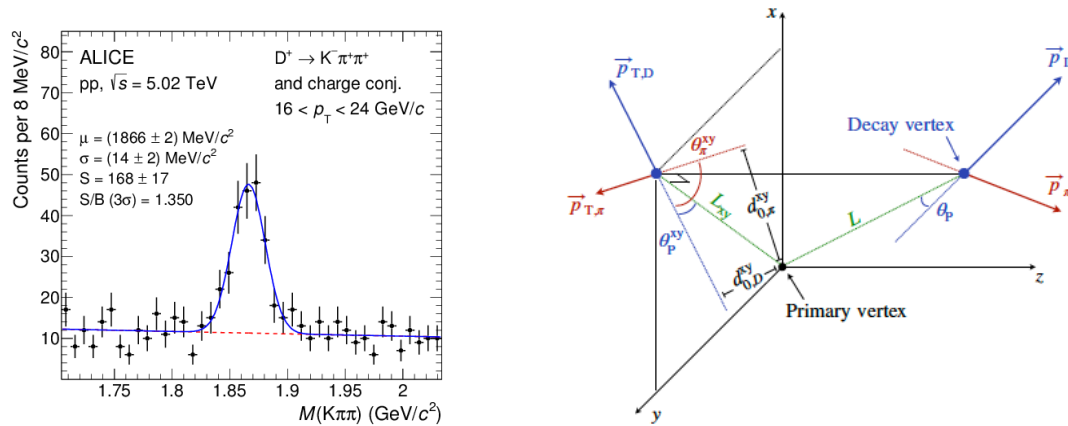 ALICE
pp, √s = 5.02 TeV
D⁺ → K⁻π⁺π⁺
and charge conj.
16 < p_T < 24 GeV/c
μ = (1866 ± 2) MeV/c²
σ = (14 ± 2) MeV/c²
S = 168 ± 17
S/B (3σ) = 1.350
Counts per 8 MeV/c²
80
70
60
50
40
30
20
10
1.75
1.8
1.85
1.9
1.95
2
M(Kππ) (GeV/c²)
x
p⃗_T,D
Decay vertex
θ_π^xy
p⃗_T,π
L_xy
d_0,π^xy
L
θ_P
θ_P^xy
d_0,D^xy
z
Primary vertex
y